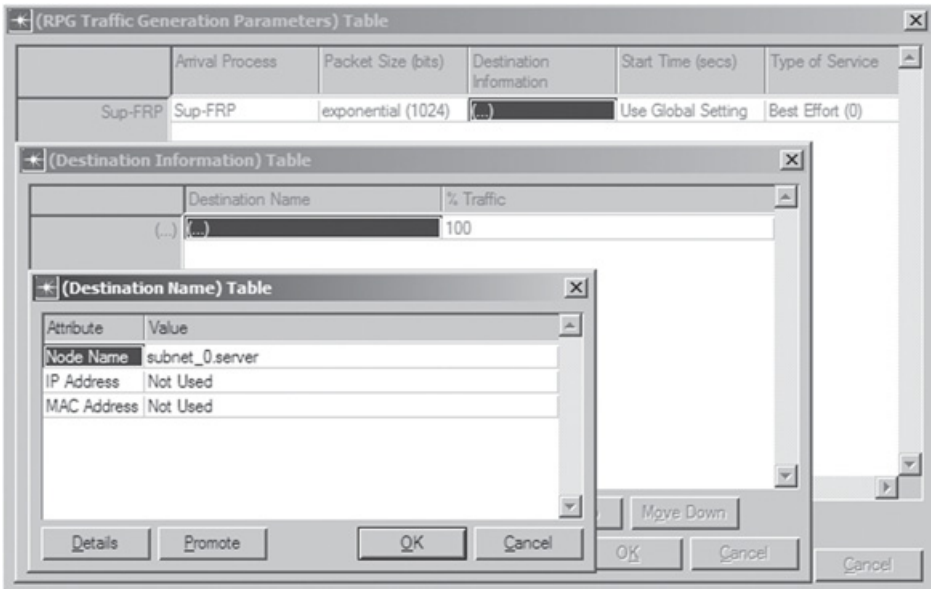 (RPG Traffic Generation Parameters) Table
Arrival Process Packet Size (bits) Destination Information Start Time (secs) Type of Service
Sup-FRP Sup-FRP exponential (1024) (...) Use Global Setting Best Effort (0)
(Destination Information) Table
Destination Name % Traffic
(...) (...) 100
(Destination Name) Table
Attribute Value
Node Name subnet_0.server
IP Address Not Used
MAC Address Not Used
Details Promote OK Cancel
Move Down
OK Cancel
Cancel